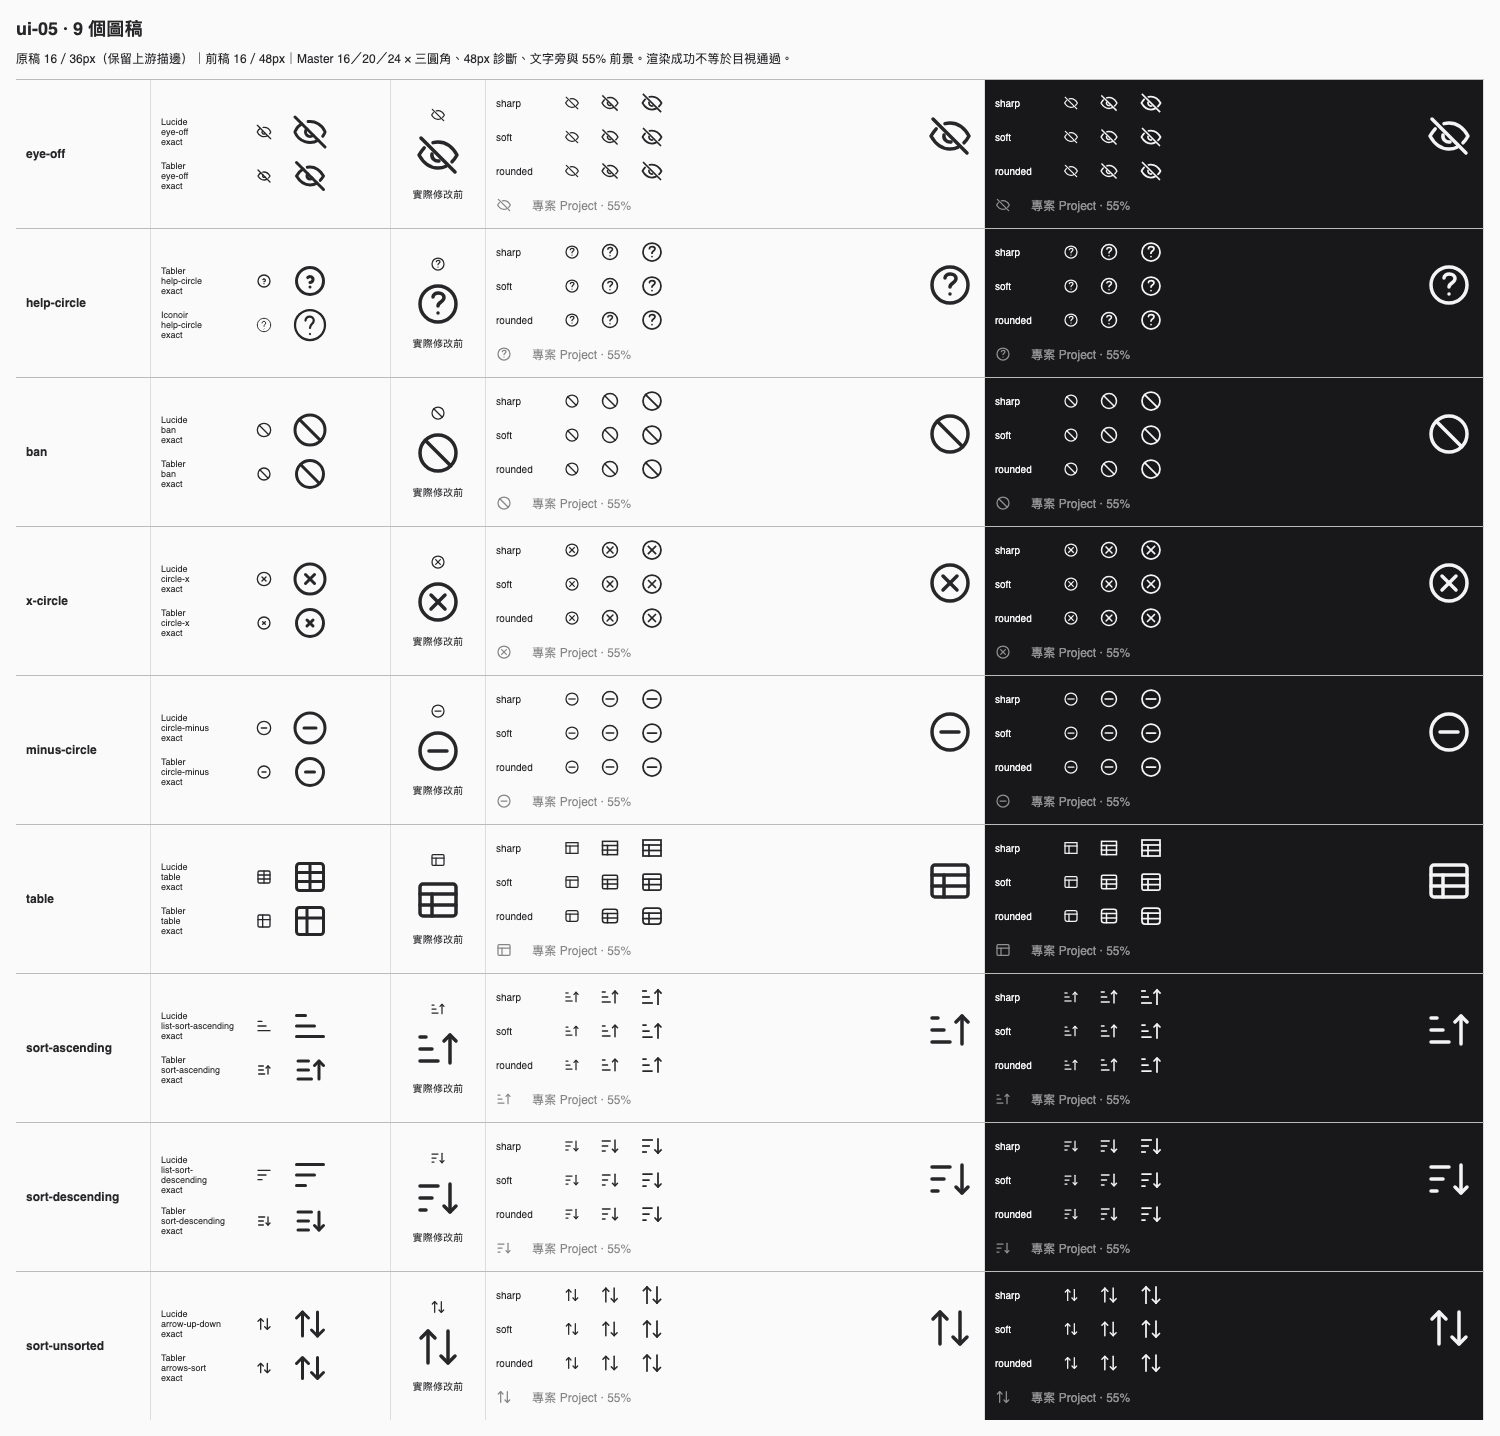 ui-05 · 9 個圖稿
原稿 16 / 36px（保留上游描邊）｜前稿 16 / 48px｜Master 16／20／24 × 三圓角、48px 診斷、文字旁與 55% 前景。渲染成功不等於目視通過。
eye-off
Lucide
eye-off
exact
Tabler
eye-off
exact
實際修改前
sharp
soft
rounded
專案 Project · 55%
sharp
soft
rounded
專案 Project · 55%
help-circle
Tabler
help-circle
exact
Iconoir
help-circle
exact
實際修改前
sharp
soft
rounded
專案 Project · 55%
sharp
soft
rounded
專案 Project · 55%
ban
Lucide
ban
exact
Tabler
ban
exact
實際修改前
sharp
soft
rounded
專案 Project · 55%
sharp
soft
rounded
專案 Project · 55%
x-circle
Lucide
circle-x
exact
Tabler
circle-x
exact
實際修改前
sharp
soft
rounded
專案 Project · 55%
sharp
soft
rounded
專案 Project · 55%
minus-circle
Lucide
circle-minus
exact
Tabler
circle-minus
exact
實際修改前
sharp
soft
rounded
專案 Project · 55%
sharp
soft
rounded
專案 Project · 55%
table
Lucide
table
exact
Tabler
table
exact
實際修改前
sharp
soft
rounded
專案 Project · 55%
sharp
soft
rounded
專案 Project · 55%
sort-ascending
Lucide
list-sort-ascending
exact
Tabler
sort-ascending
exact
實際修改前
sharp
soft
rounded
專案 Project · 55%
sharp
soft
rounded
專案 Project · 55%
sort-descending
Lucide
list-sort-
descending
exact
Tabler
sort-descending
exact
實際修改前
sharp
soft
rounded
專案 Project · 55%
sharp
soft
rounded
專案 Project · 55%
sort-unsorted
Lucide
arrow-up-down
exact
Tabler
arrows-sort
exact
實際修改前
sharp
soft
rounded
專案 Project · 55%
sharp
soft
rounded
專案 Project · 55%